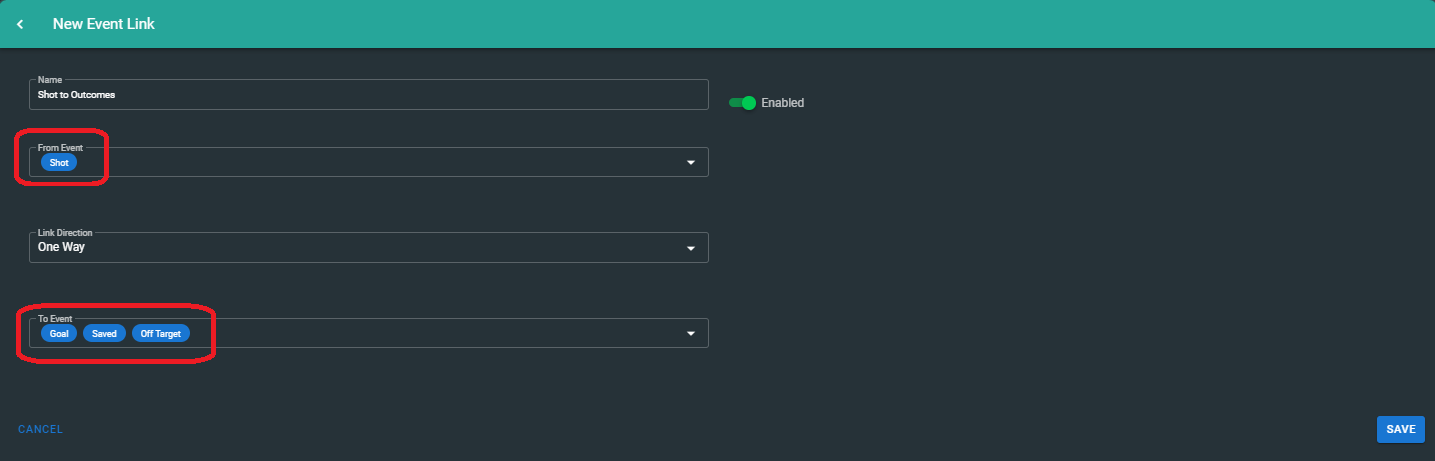 New Event Link
Name
Shot to Outcomes
Enabled
From Event
Shot
Link Direction
One Way
To Event
Goal Saved Off Target
CANCEL
SAVE